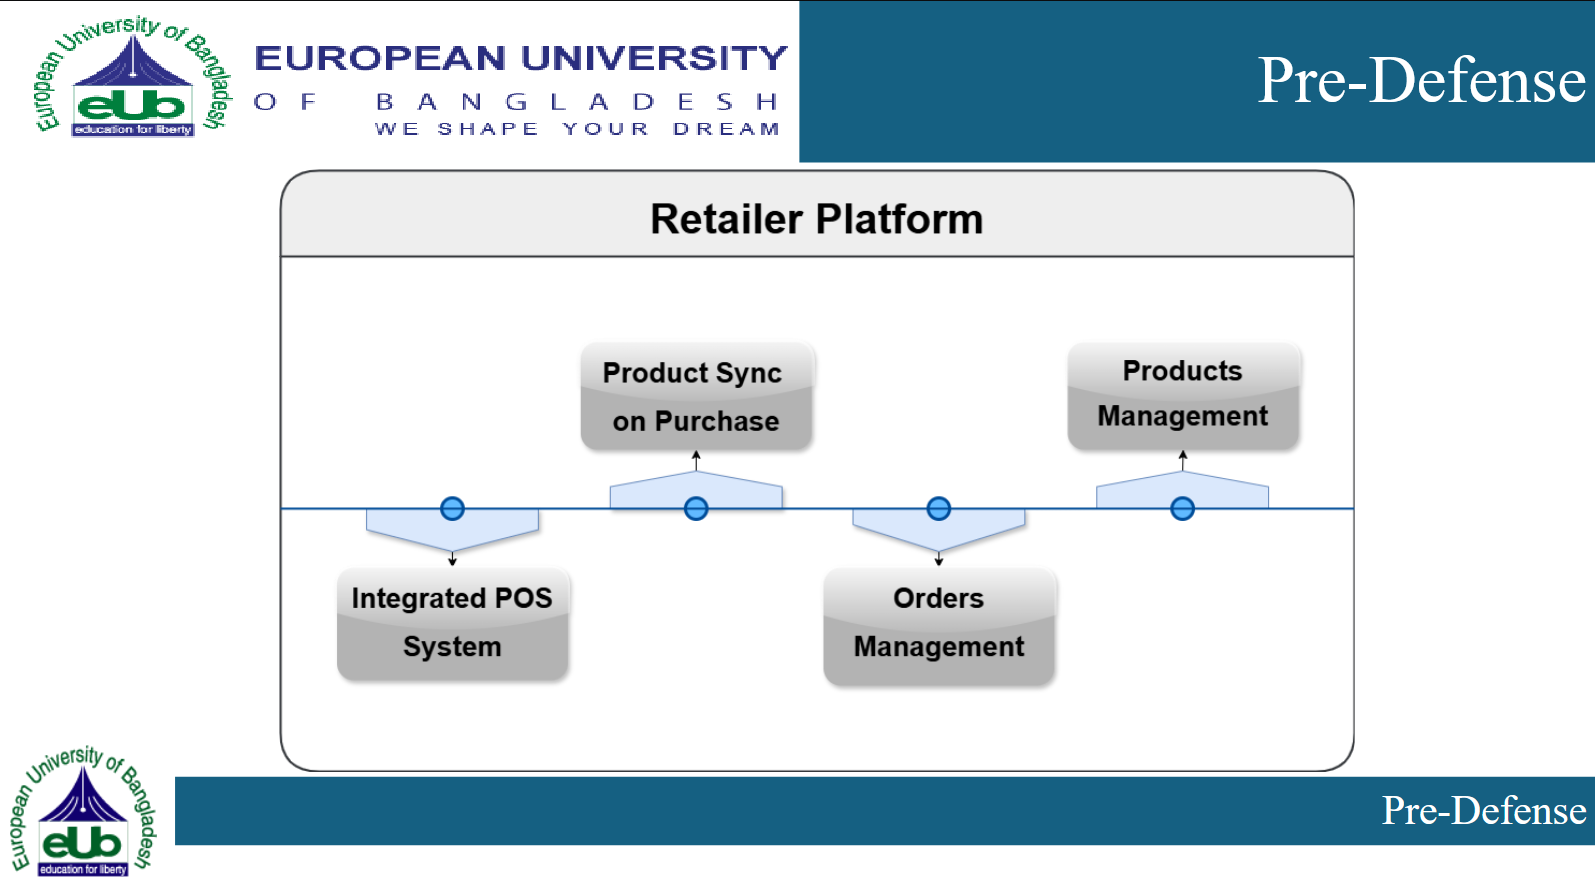 European University of Bangladesh
eUb
education for liberty
EUROPEAN UNIVERSITY
OF BANGLADESH
WE SHAPE YOUR DREAM
Pre-Defense
Retailer Platform
Product Sync
on Purchase
Products
Management
Integrated POS
System
Orders
Management
European University of Bangladesh
eUb
education for liberty
Pre-Defense